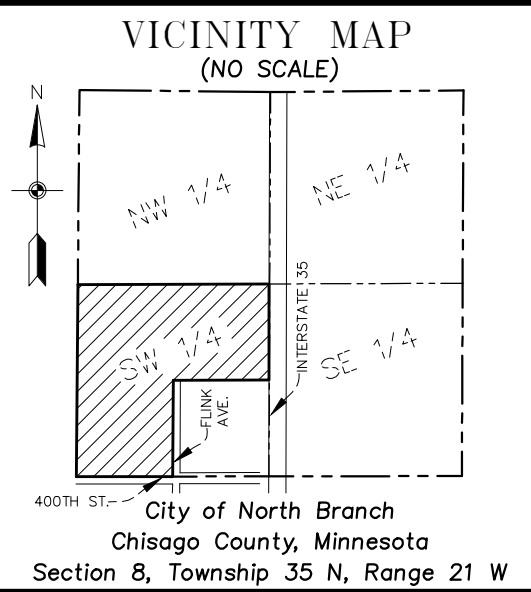 VICINITY MAP
(NO SCALE)
N
NW 1/4
NE 1/4
SW 1/4
SE 1/4
INTERSTATE 35
FLINK
AVE.
400TH ST.
City of North Branch
Chisago County, Minnesota
Section 8, Township 35 N, Range 21 W